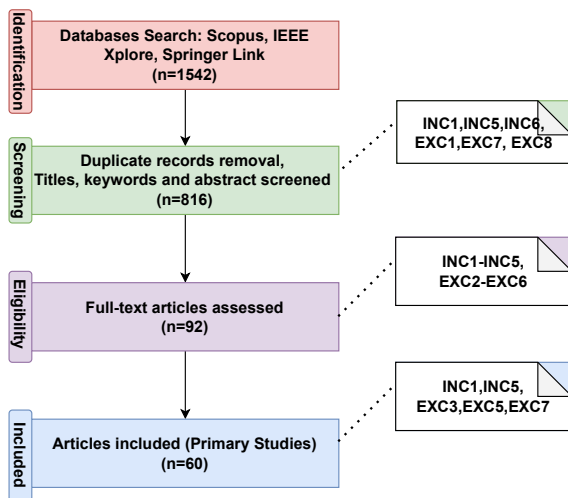 Identification
Databases Search: Scopus, IEEE
Xplore, Springer Link
(n=1542)
Screening
Duplicate records removal,
Titles, keywords and abstract screened
(n=816)
INC1,INC5,INC6,
EXC1,EXC7, EXC8
Eligibility
Full-text articles assessed
(n=92)
INC1-INC5,
EXC2-EXC6
Included
Articles included (Primary Studies)
(n=60)
INC1,INC5,
EXC3,EXC5,EXC7